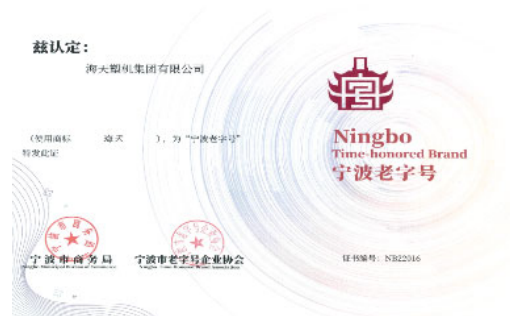 兹认定：
海天塑机集团有限公司
（使用商标 海天 ），为“宁波老字号”
特发此证
宁波市商务局
宁波市老字号企业协会
Ningbo
Time-honored Brand
宁波老字号
证书编号：NB22016